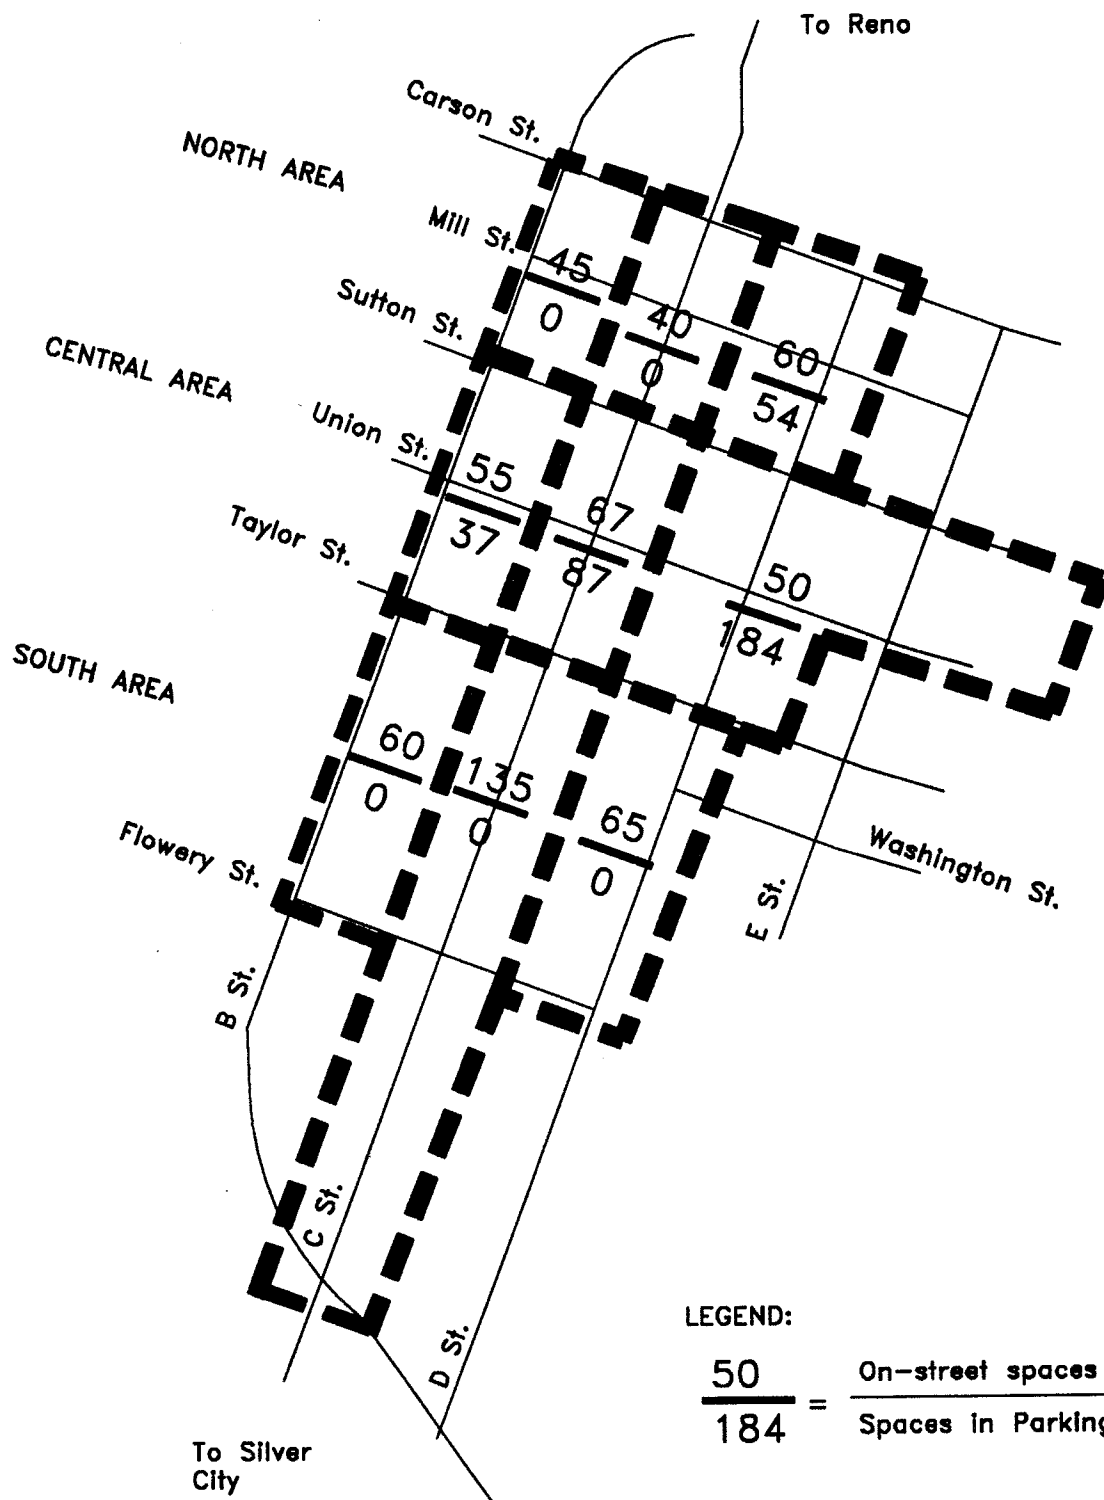 To Reno
Carson St.
NORTH AREA
Mill St.
45
0
Sutton St.
40
0
60
54
CENTRAL AREA
Union St.
55
37
67
87
Taylor St.
50
184
SOUTH AREA
60
0
135
0
65
0
Flowery St.
Washington St.
E St.
B St.
C St.
D St.
LEGEND:
50
184
=
On-street spaces
Spaces in Parking
To Silver
City